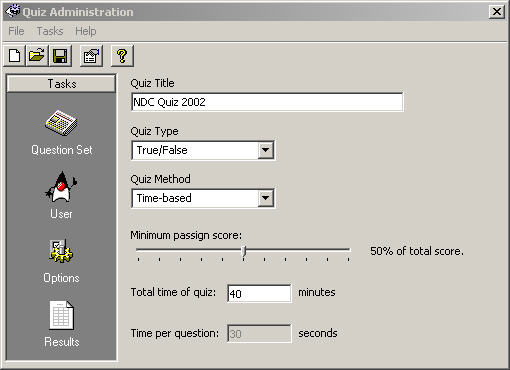 Quiz Administration
File Tasks Help
Tasks
Question Set
User
Options
Results
Quiz Title
NDC Quiz 2002
Quiz Type
True/False
Quiz Method
Time-based
Minimum passign score:
50% of total score.
Total time of quiz: 40 minutes
Time per question: 30 seconds